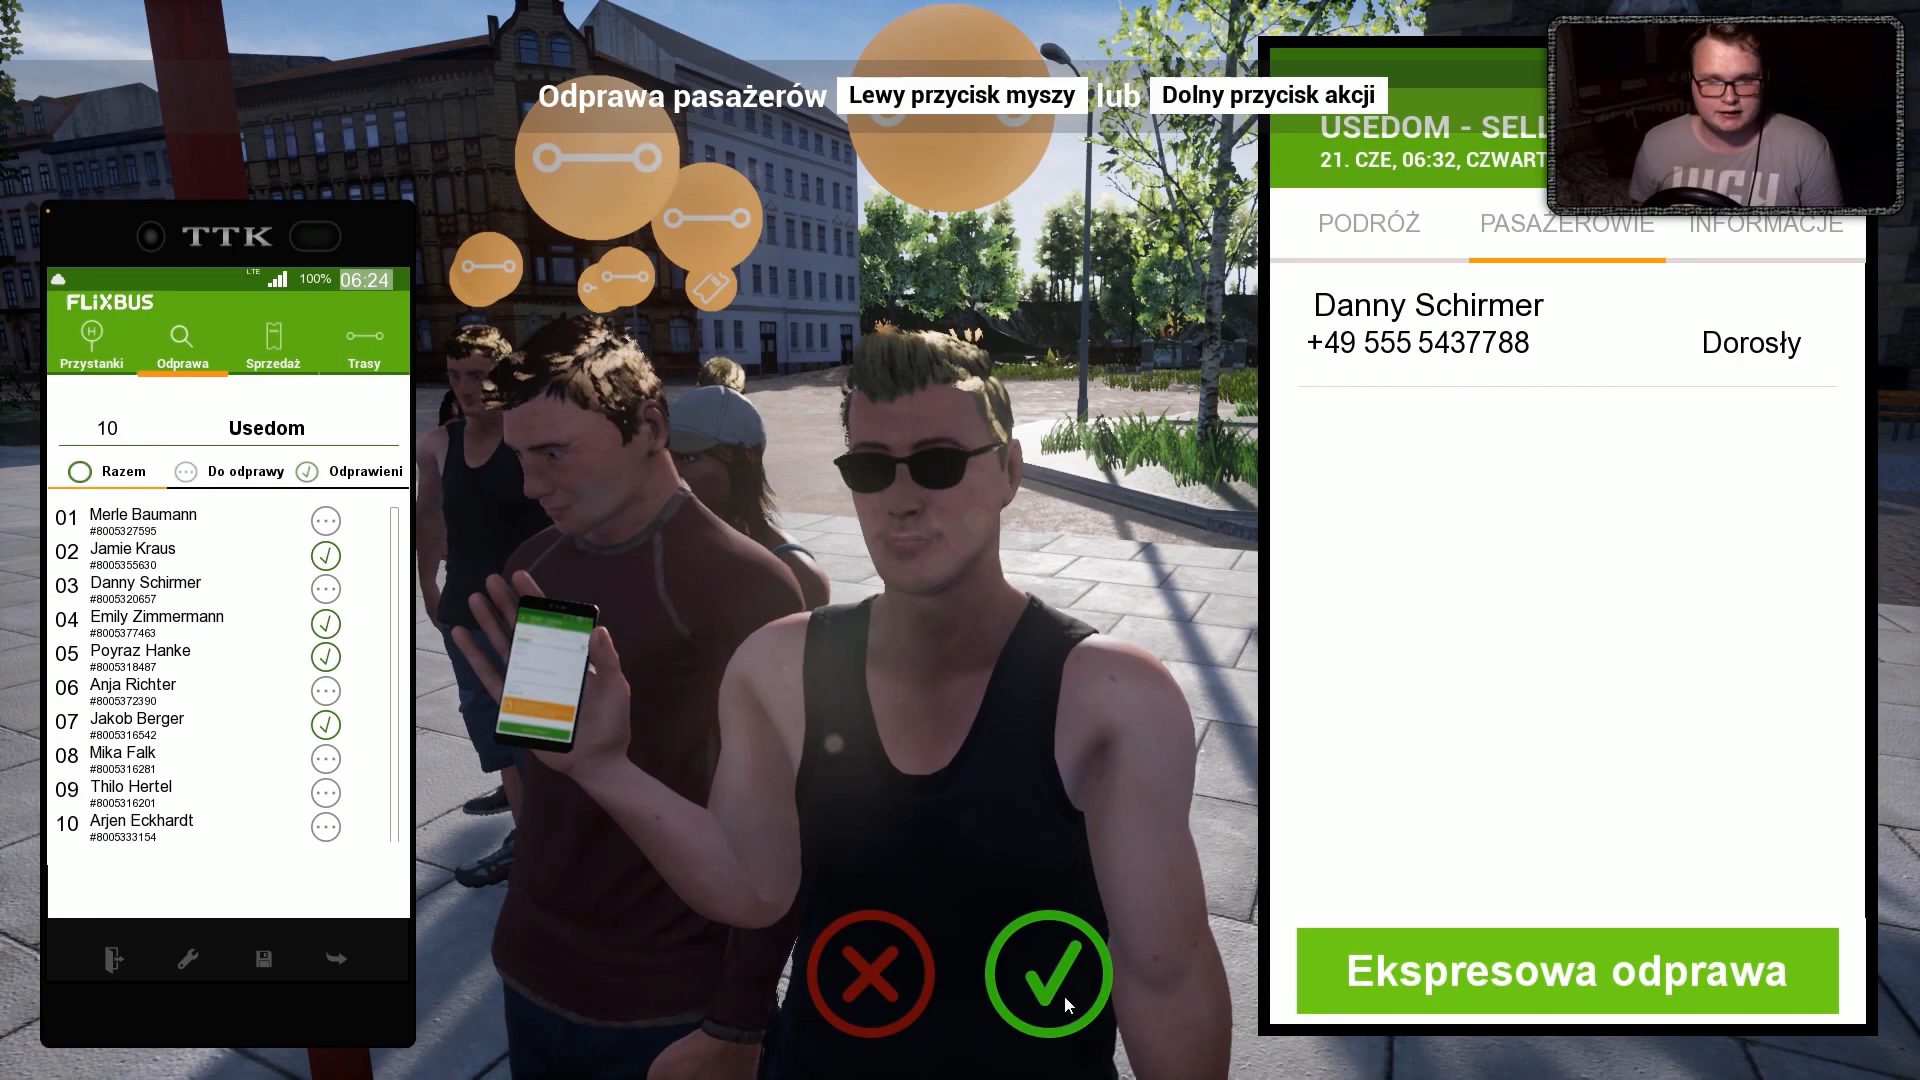 Odprawa pasażerów Lewy przycisk myszy lub Dolny przycisk akcji
TTK
LTE 100% 06:24
FLiXBUS
Przystanki Odprawa Sprzedaż Trasy
10 Usedom
Razem Do odprawy Odprawieni
01 Merle Baumann
#8005327595
02 Jamie Kraus
#8005355630
03 Danny Schirmer
#8005320657
04 Emily Zimmermann
#8005377463
05 Poyraz Hanke
#8005318487
06 Anja Richter
#8005372390
07 Jakob Berger
#8005316542
08 Mika Falk
#8005316281
09 Thilo Hertel
#8005316201
10 Arjen Eckhardt
#8005333154
USEDOM - SELL
21. CZE, 06:32, CZWART
PODRÓŻ PASAŻEROWIE INFORMACJE
Danny Schirmer
+49 555 5437788 Dorosły
Ekspresowa odprawa